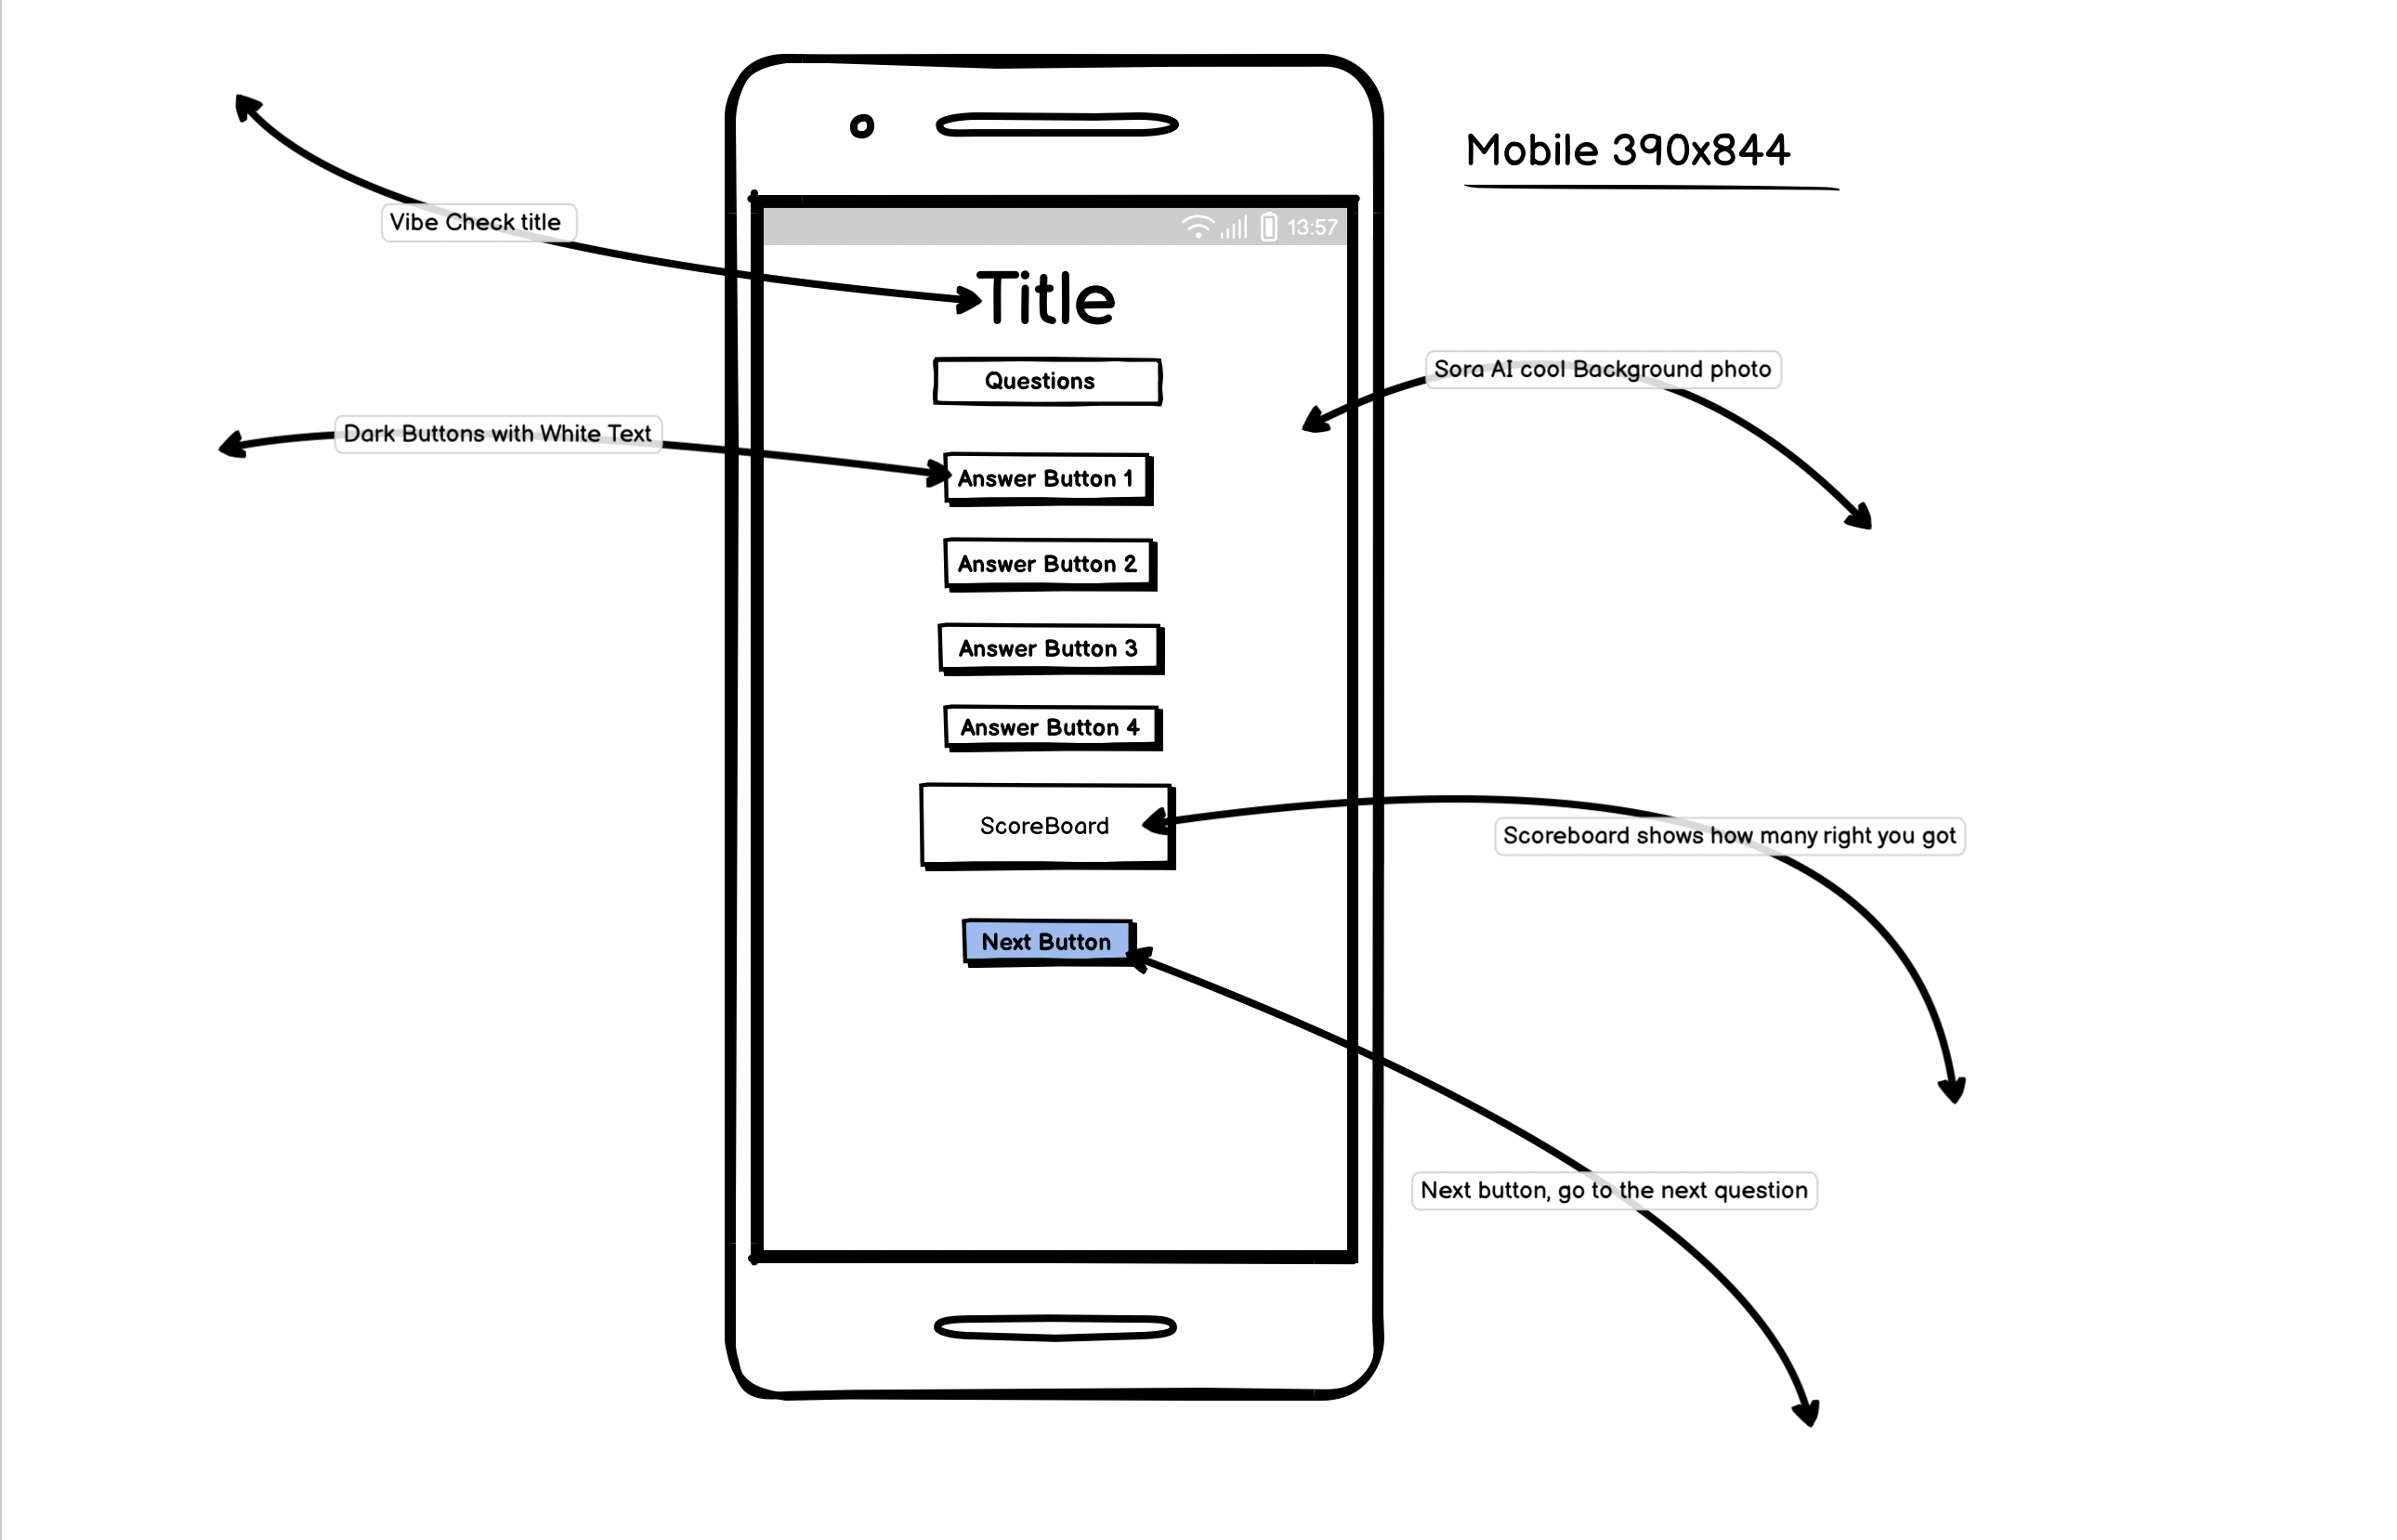 Mobile 390x844
Vibe Check title
13:57
Title
Questions
Sora AI cool Background photo
Dark Buttons with White Text
Answer Button 1
Answer Button 2
Answer Button 3
Answer Button 4
ScoreBoard
Scoreboard shows how many right you got
Next Button
Next button, go to the next question